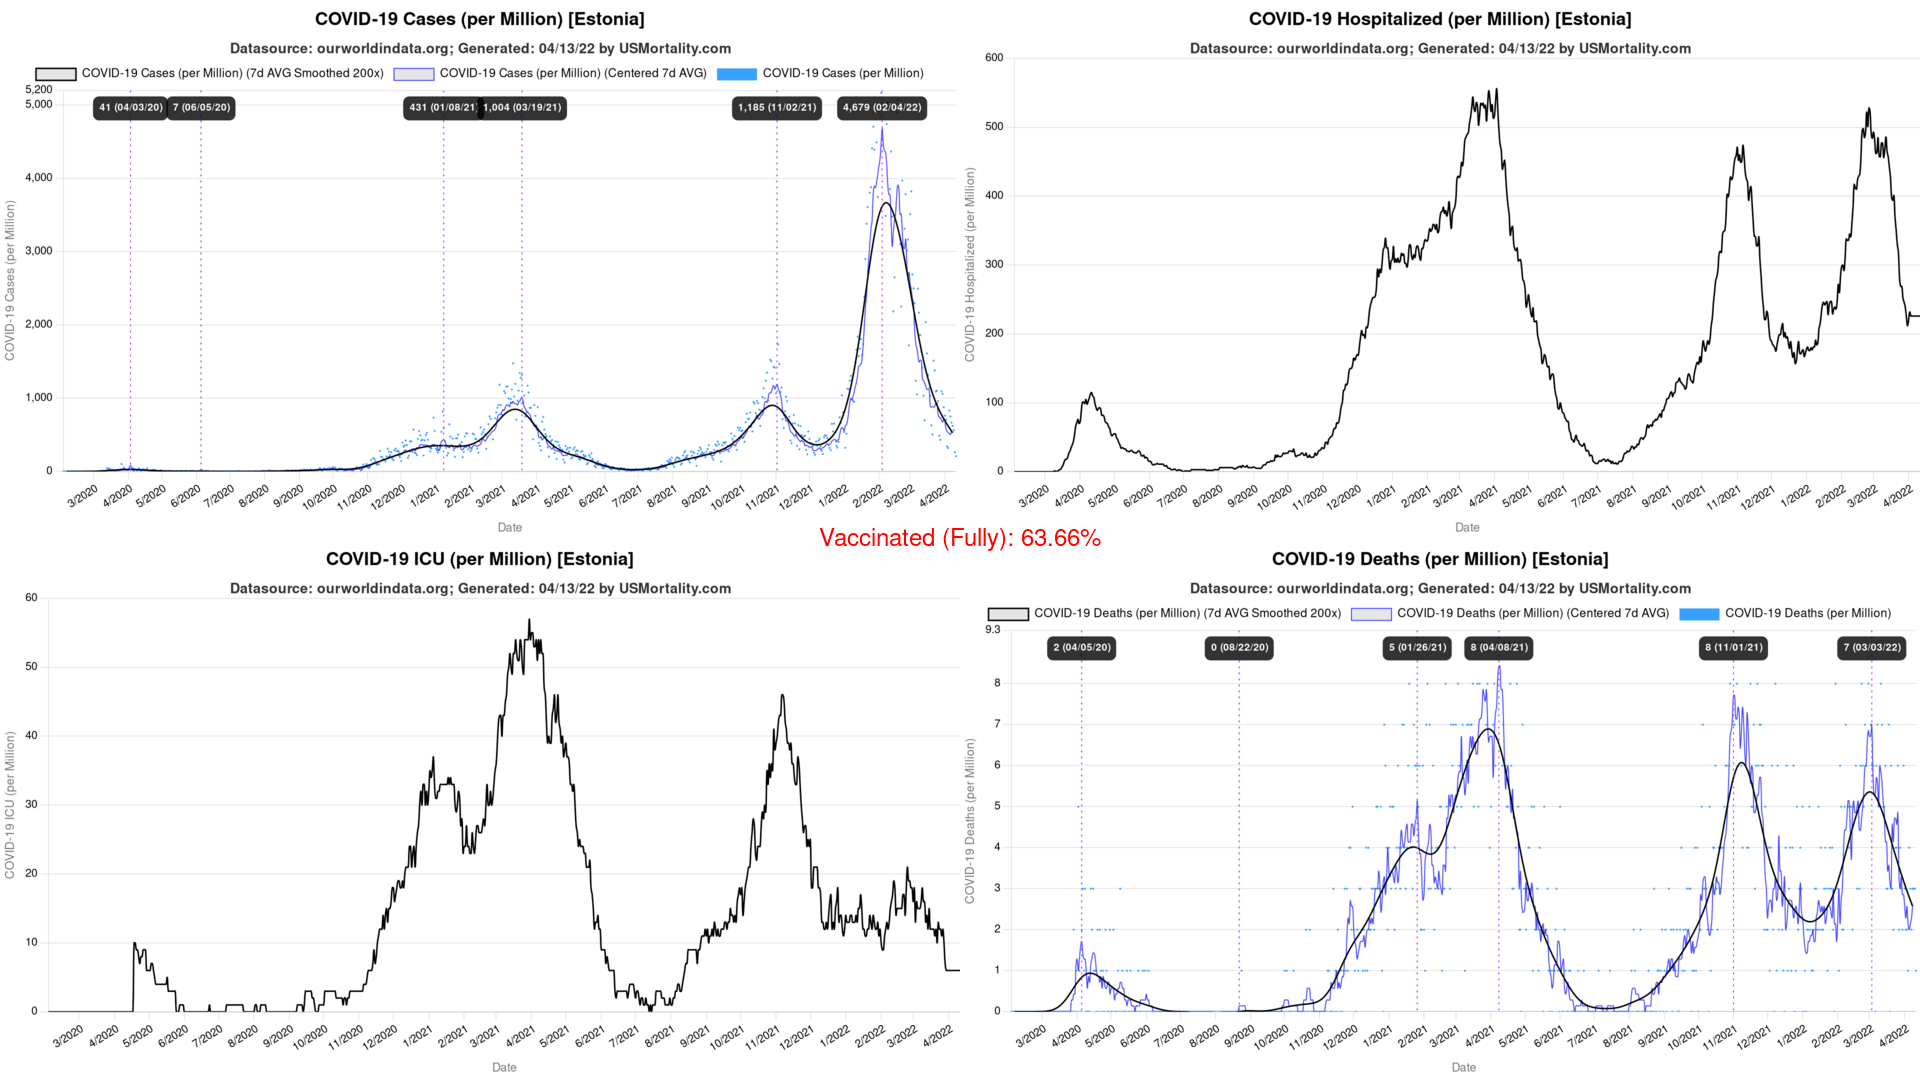 COVID-19 Cases (per Million) [Estonia]
Datasource: ourworldindata.org; Generated: 04/13/22 by USMortality.com
COVID-19 Cases (per Million) (7d AVG Smoothed 200x) COVID-19 Cases (per Million) (Centered 7d AVG) COVID-19 Cases (per Million)
41 (04/03/20) 7 (06/05/20) 431 (01/08/21) 1,004 (03/19/21) 1,185 (11/02/21) 4,679 (02/04/22)
COVID-19 Cases (per Million)
5,200
5,000
4,000
3,000
2,000
1,000
0
3/2020 4/2020 5/2020 6/2020 7/2020 8/2020 9/2020 10/2020 11/2020 12/2020 1/2021 2/2021 3/2021 4/2021 5/2021 6/2021 7/2021 8/2021 9/2021 10/2021 11/2021 12/2021 1/2022 2/2022 3/2022 4/2022
Date
COVID-19 Hospitalized (per Million) [Estonia]
Datasource: ourworldindata.org; Generated: 04/13/22 by USMortality.com
COVID-19 Hospitalized (per Million)
600
500
400
300
200
100
0
3/2020 4/2020 5/2020 6/2020 7/2020 8/2020 9/2020 10/2020 11/2020 12/2020 1/2021 2/2021 3/2021 4/2021 5/2021 6/2021 7/2021 8/2021 9/2021 10/2021 11/2021 12/2021 1/2022 2/2022 3/2022 4/2022
Date
Vaccinated (Fully): 63.66%
COVID-19 ICU (per Million) [Estonia]
Datasource: ourworldindata.org; Generated: 04/13/22 by USMortality.com
COVID-19 ICU (per Million)
60
50
40
30
20
10
0
3/2020 4/2020 5/2020 6/2020 7/2020 8/2020 9/2020 10/2020 11/2020 12/2020 1/2021 2/2021 3/2021 4/2021 5/2021 6/2021 7/2021 8/2021 9/2021 10/2021 11/2021 12/2021 1/2022 2/2022 3/2022 4/2022
Date
COVID-19 Deaths (per Million) [Estonia]
Datasource: ourworldindata.org; Generated: 04/13/22 by USMortality.com
COVID-19 Deaths (per Million) (7d AVG Smoothed 200x) COVID-19 Deaths (per Million) (Centered 7d AVG) COVID-19 Deaths (per Million)
2 (04/05/20) 0 (08/22/20) 5 (01/26/21) 8 (04/08/21) 8 (11/01/21) 7 (03/03/22)
COVID-19 Deaths (per Million)
9.3
8
7
6
5
4
3
2
1
0
3/2020 4/2020 5/2020 6/2020 7/2020 8/2020 9/2020 10/2020 11/2020 12/2020 1/2021 2/2021 3/2021 4/2021 5/2021 6/2021 7/2021 8/2021 9/2021 10/2021 11/2021 12/2021 1/2022 2/2022 3/2022 4/2022
Date